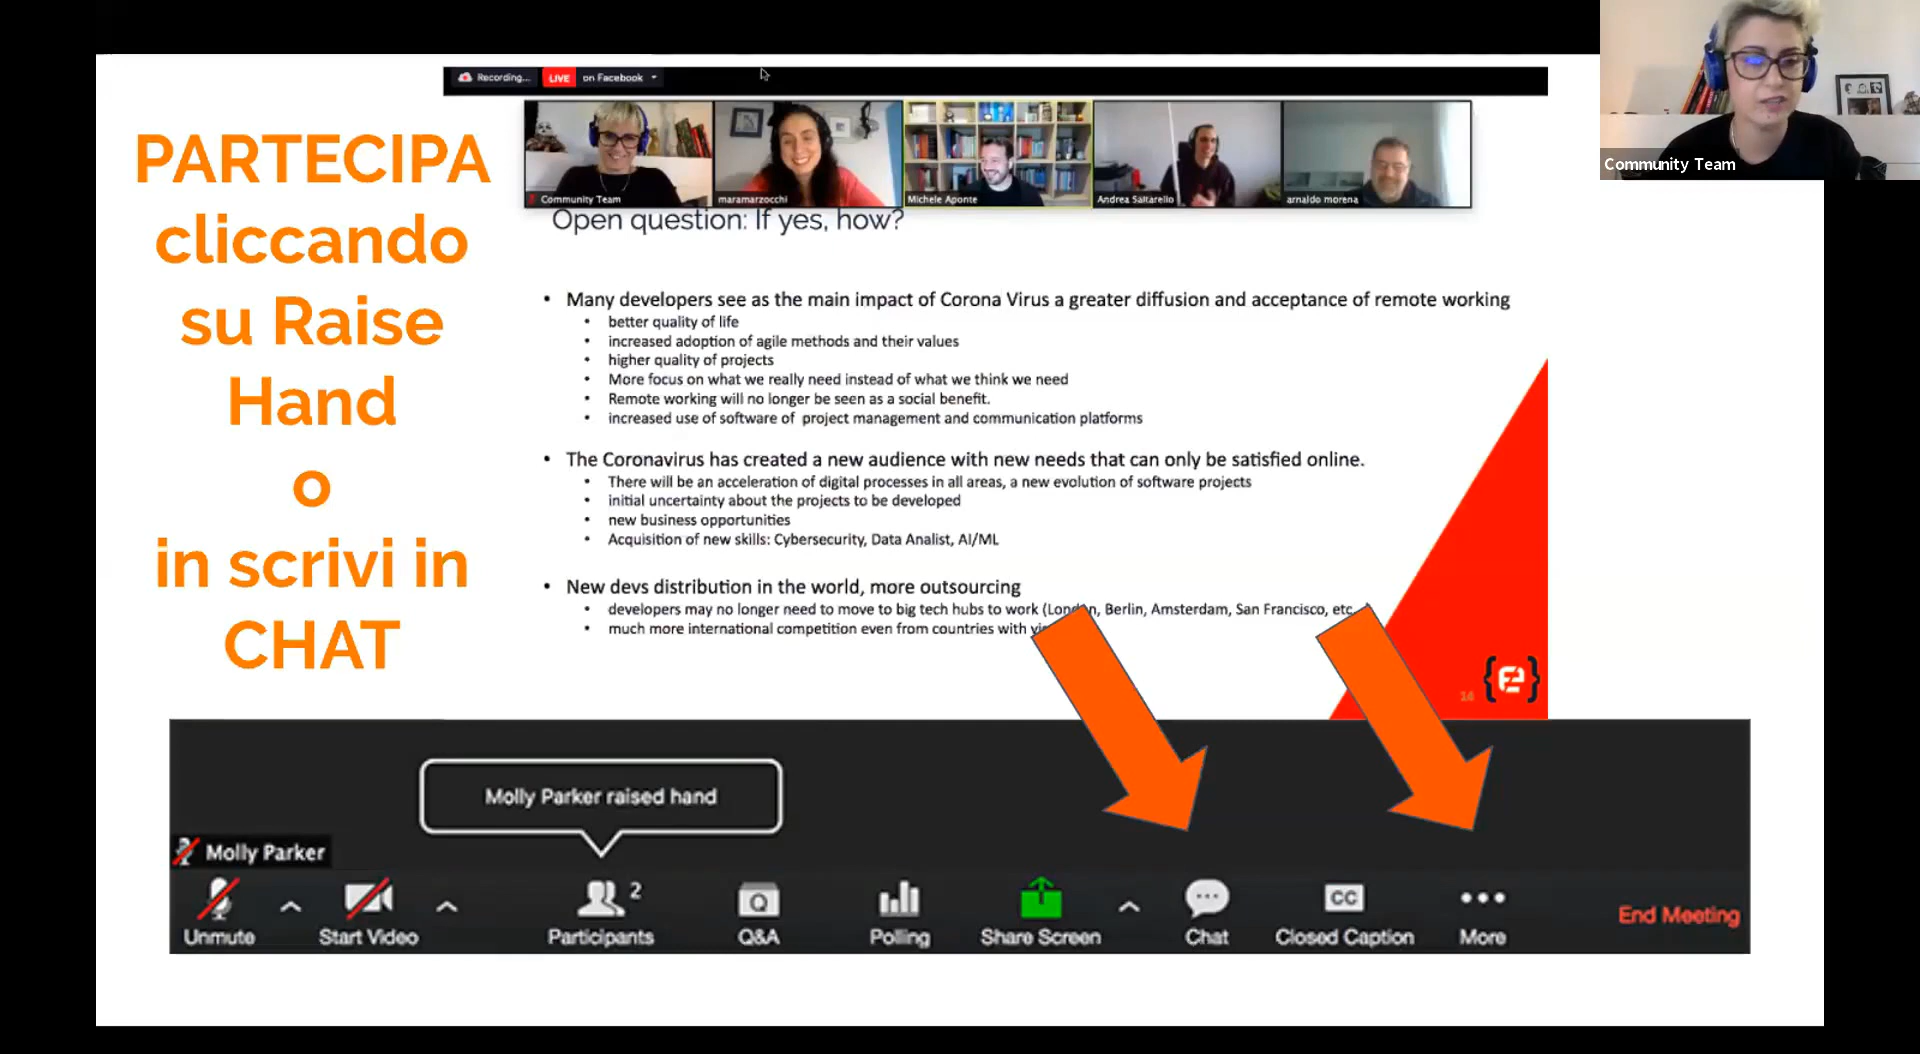 Community Team
Recording...
LIVE on Facebook
PARTECIPA
cliccando
su Raise
Hand
o
in scrivi in
CHAT
Community Team
maramarzocchi
Michele Aponte
Andrea Saltarello
arnaldo morena
Open question: If yes, how?
• Many developers see as the main impact of Corona Virus a greater diffusion and acceptance of remote working
• better quality of life
• increased adoption of agile methods and their values
• higher quality of projects
• More focus on what we really need instead of what we think we need
• Remote working will no longer be seen as a social benefit.
• increased use of software of project management and communication platforms
• The Coronavirus has created a new audience with new needs that can only be satisfied online.
• There will be an acceleration of digital processes in all areas, a new evolution of software projects
• initial uncertainty about the projects to be developed
• new business opportunities
• Acquisition of new skills: Cybersecurity, Data Analist, AI/ML
• New devs distribution in the world, more outsourcing
• developers may no longer need to move to big tech hubs to work (London, Berlin, Amsterdam, San Francisco, etc
• much more international competition even from countries with
16
Molly Parker raised hand
Molly Parker
Unmute
Start Video
2
Participants
Q
Q&A
Polling
Share Screen
Chat
CC
Closed Caption
More
End Meeting